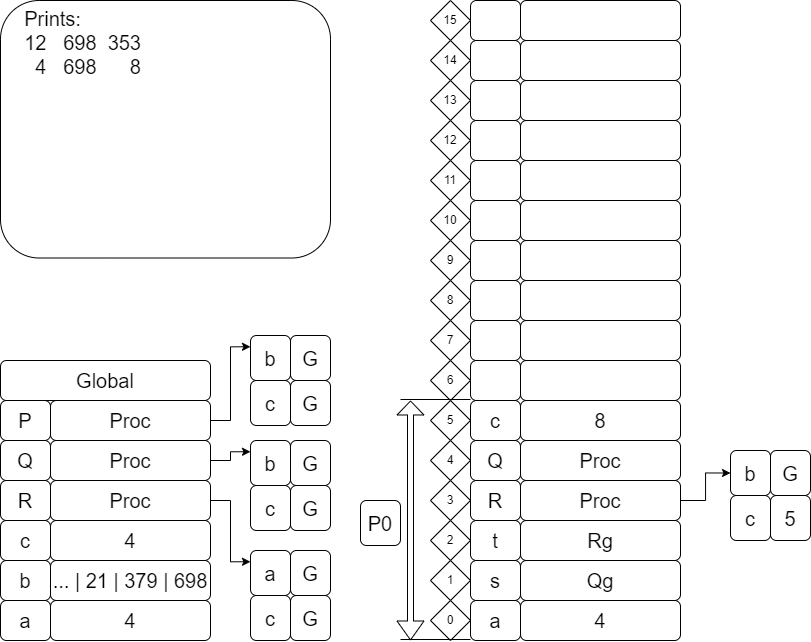 Prints:
12 698 353
4 698 8
Global
P Proc
Q Proc
R Proc
c 4
b ... | 21 | 379 | 698
a 4
b G
c G
b G
c G
a G
c G
15
14
13
12
11
10
9
8
7
6
5 c 8
4 Q Proc
3 R Proc
2 t Rg
1 s Qg
0 a 4
P0
b G
c 5